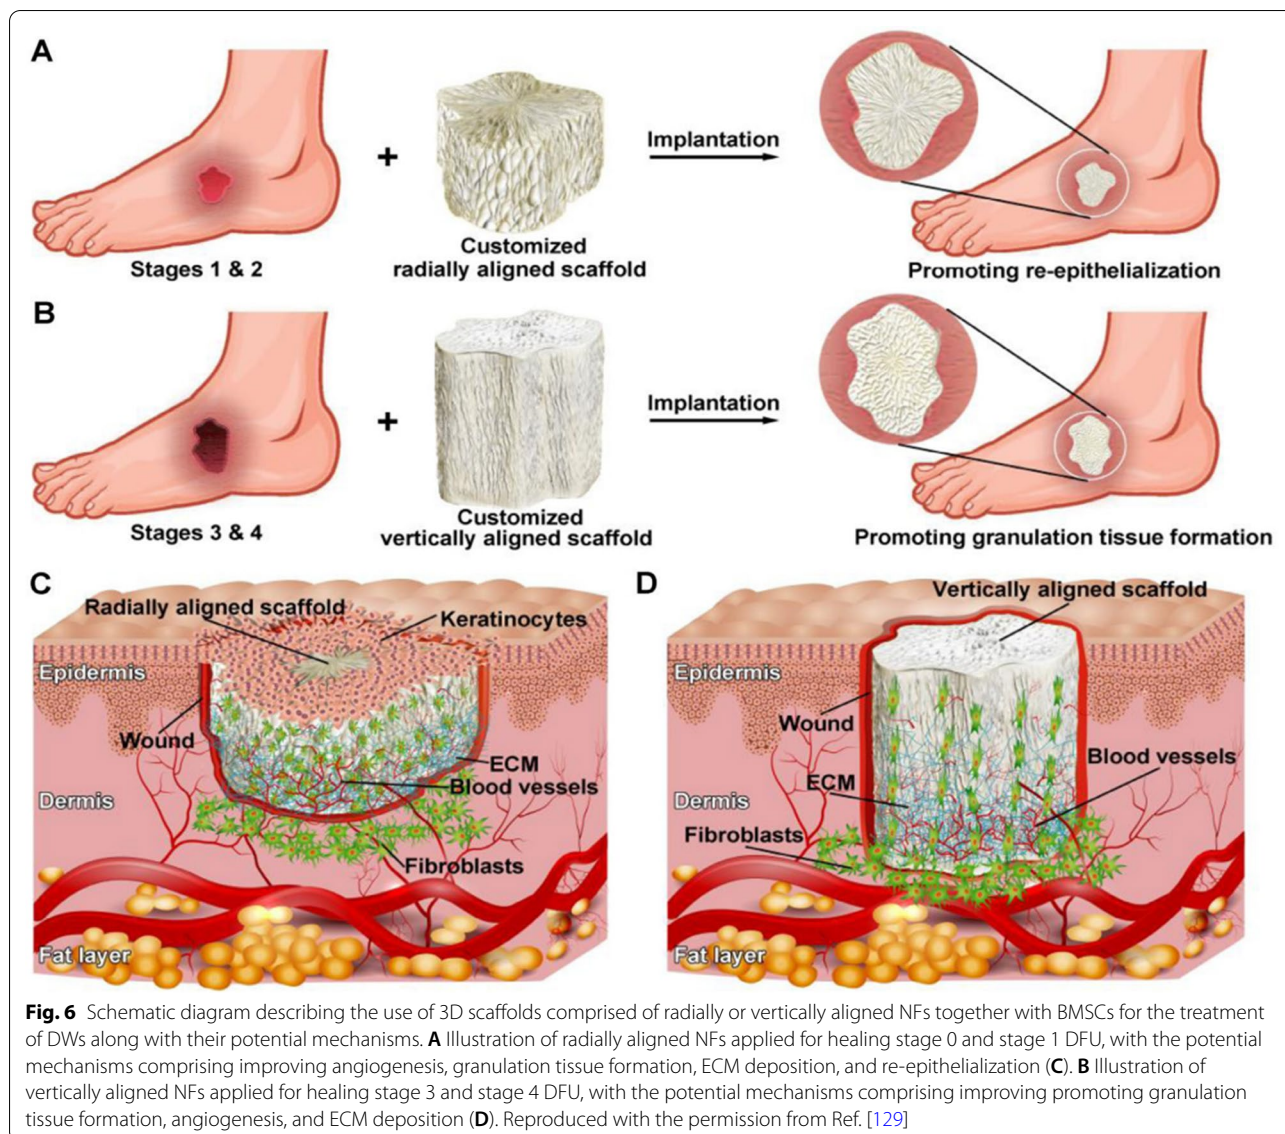 A
+
Implantation
Customized
radially aligned scaffold
Stages 1 & 2
Promoting re-epithelialization
B
+
Implantation
Customized
vertically aligned scaffold
Stages 3 & 4
Promoting granulation tissue formation
C
Radially aligned scaffold
Keratinocytes
Epidermis
Wound
ECM
Blood vessels
Dermis
Fibroblasts
Fat layer
D
Vertically aligned scaffold
Epidermis
Wound
Blood vessels
ECM
Dermis
Fibroblasts
Fat layer
Fig. 6 Schematic diagram describing the use of 3D scaffolds comprised of radially or vertically aligned NFs together with BMSCs for the treatment
of DWs along with their potential mechanisms. A Illustration of radially aligned NFs applied for healing stage 0 and stage 1 DFU, with the potential
mechanisms comprising improving angiogenesis, granulation tissue formation, ECM deposition, and re-epithelialization (C). B Illustration of
vertically aligned NFs applied for healing stage 3 and stage 4 DFU, with the potential mechanisms comprising improving promoting granulation
tissue formation, angiogenesis, and ECM deposition (D). Reproduced with the permission from Ref. [129]